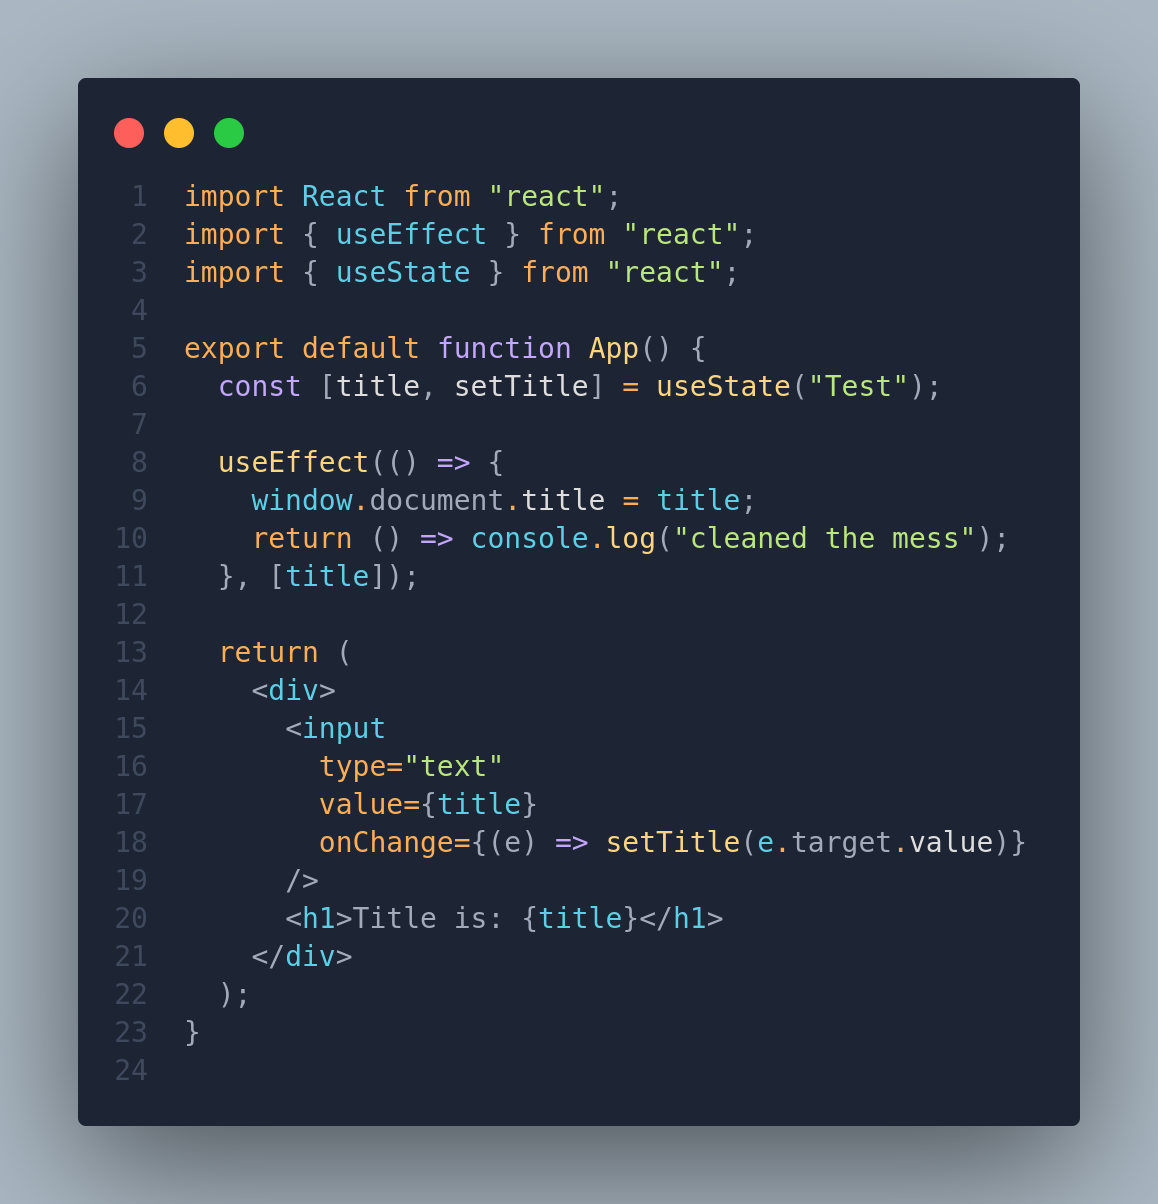 1 import React from "react";
2 import { useEffect } from "react";
3 import { useState } from "react";
4
5 export default function App() {
6   const [title, setTitle] = useState("Test");
7
8   useEffect(() => {
9     window.document.title = title;
10     return () => console.log("cleaned the mess");
11   }, [title]);
12
13   return (
14     <div>
15       <input
16         type="text"
17         value={title}
18         onChange={(e) => setTitle(e.target.value)}
19       />
20       <h1>Title is: {title}</h1>
21     </div>
22   );
23 }
24